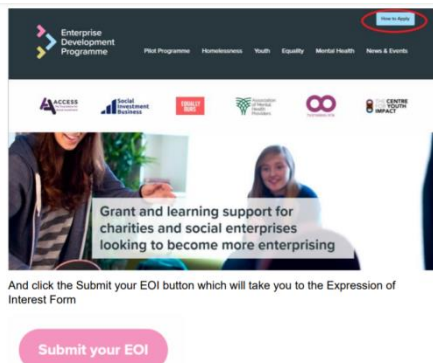 How to Apply
Enterprise
Development
Programme
Pilot Programme Homelessness Youth Equality Mental Health News & Events
ACCESS
Social
Investment
Business
EQUALLY
OURS
Association
of Mental
Health
Providers
THE CENTRE
FOR YOUTH
IMPACT
Grant and learning support for
charities and social enterprises
looking to become more enterprising
And click the Submit your EOI button which will take you to the Expression of
Interest Form
Submit your EOI